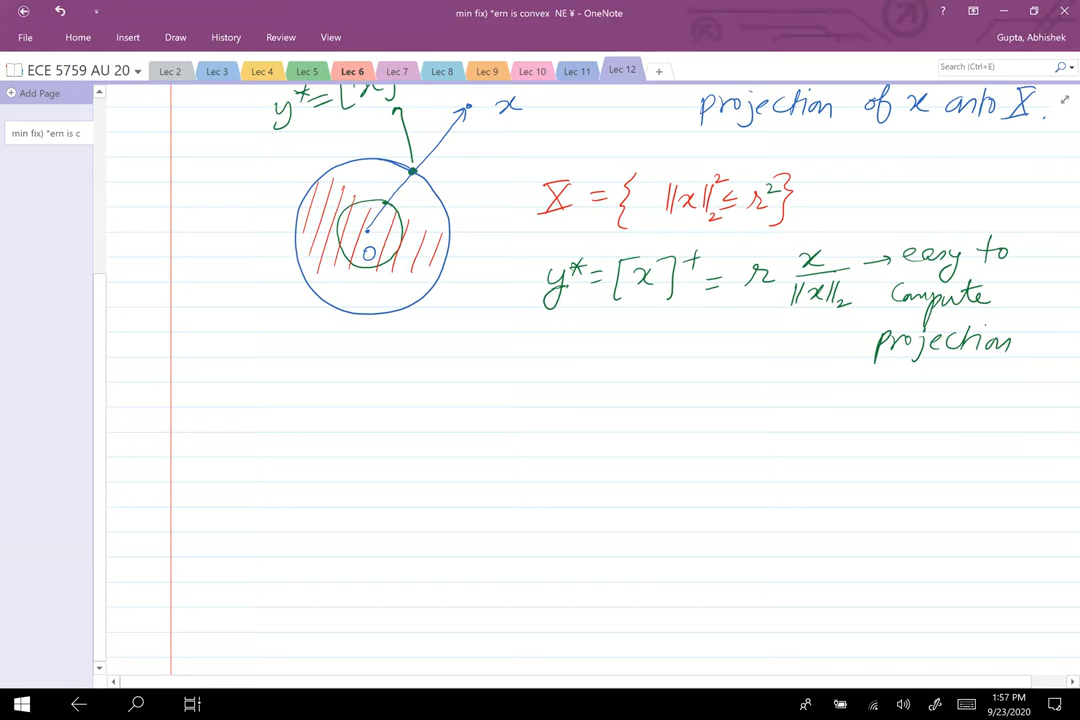 min fix) *ern is convex NE ¥ - OneNote
File Home Insert Draw History Review View Gupta, Abhishek
ECE 5759 AU 20 Lec 2 Lec 3 Lec 4 Lec 5 Lec 6 Lec 7 Lec 8 Lec 9 Lec 10 Lec 11 Lec 12 + Search (Ctrl+E)
Add Page
min fix) *ern is c
y* = [x]
x
projection of x onto X.
X = { ||x||₂² ≤ r² }
0
y* = [x]⁺ = r x/||x||₂ → easy to
compute
projection
1:57 PM
9/23/2020